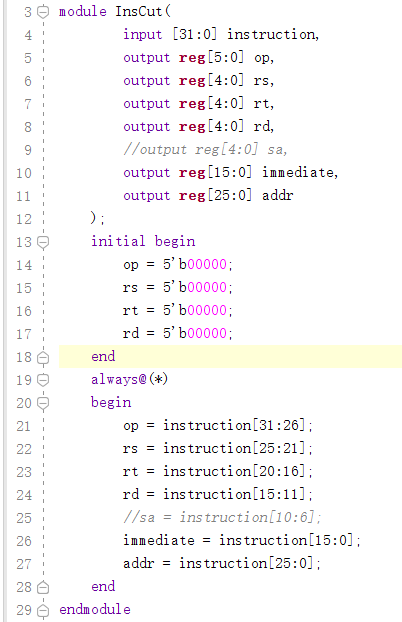 3 module InsCut(
4 input [31:0] instruction,
5 output reg[5:0] op,
6 output reg[4:0] rs,
7 output reg[4:0] rt,
8 output reg[4:0] rd,
9 //output reg[4:0] sa,
10 output reg[15:0] immediate,
11 output reg[25:0] addr
12 );
13 initial begin
14 op = 5'b00000;
15 rs = 5'b00000;
16 rt = 5'b00000;
17 rd = 5'b00000;
18 end
19 always@(*)
20 begin
21 op = instruction[31:26];
22 rs = instruction[25:21];
23 rt = instruction[20:16];
24 rd = instruction[15:11];
25 //sa = instruction[10:6];
26 immediate = instruction[15:0];
27 addr = instruction[25:0];
28 end
29 endmodule